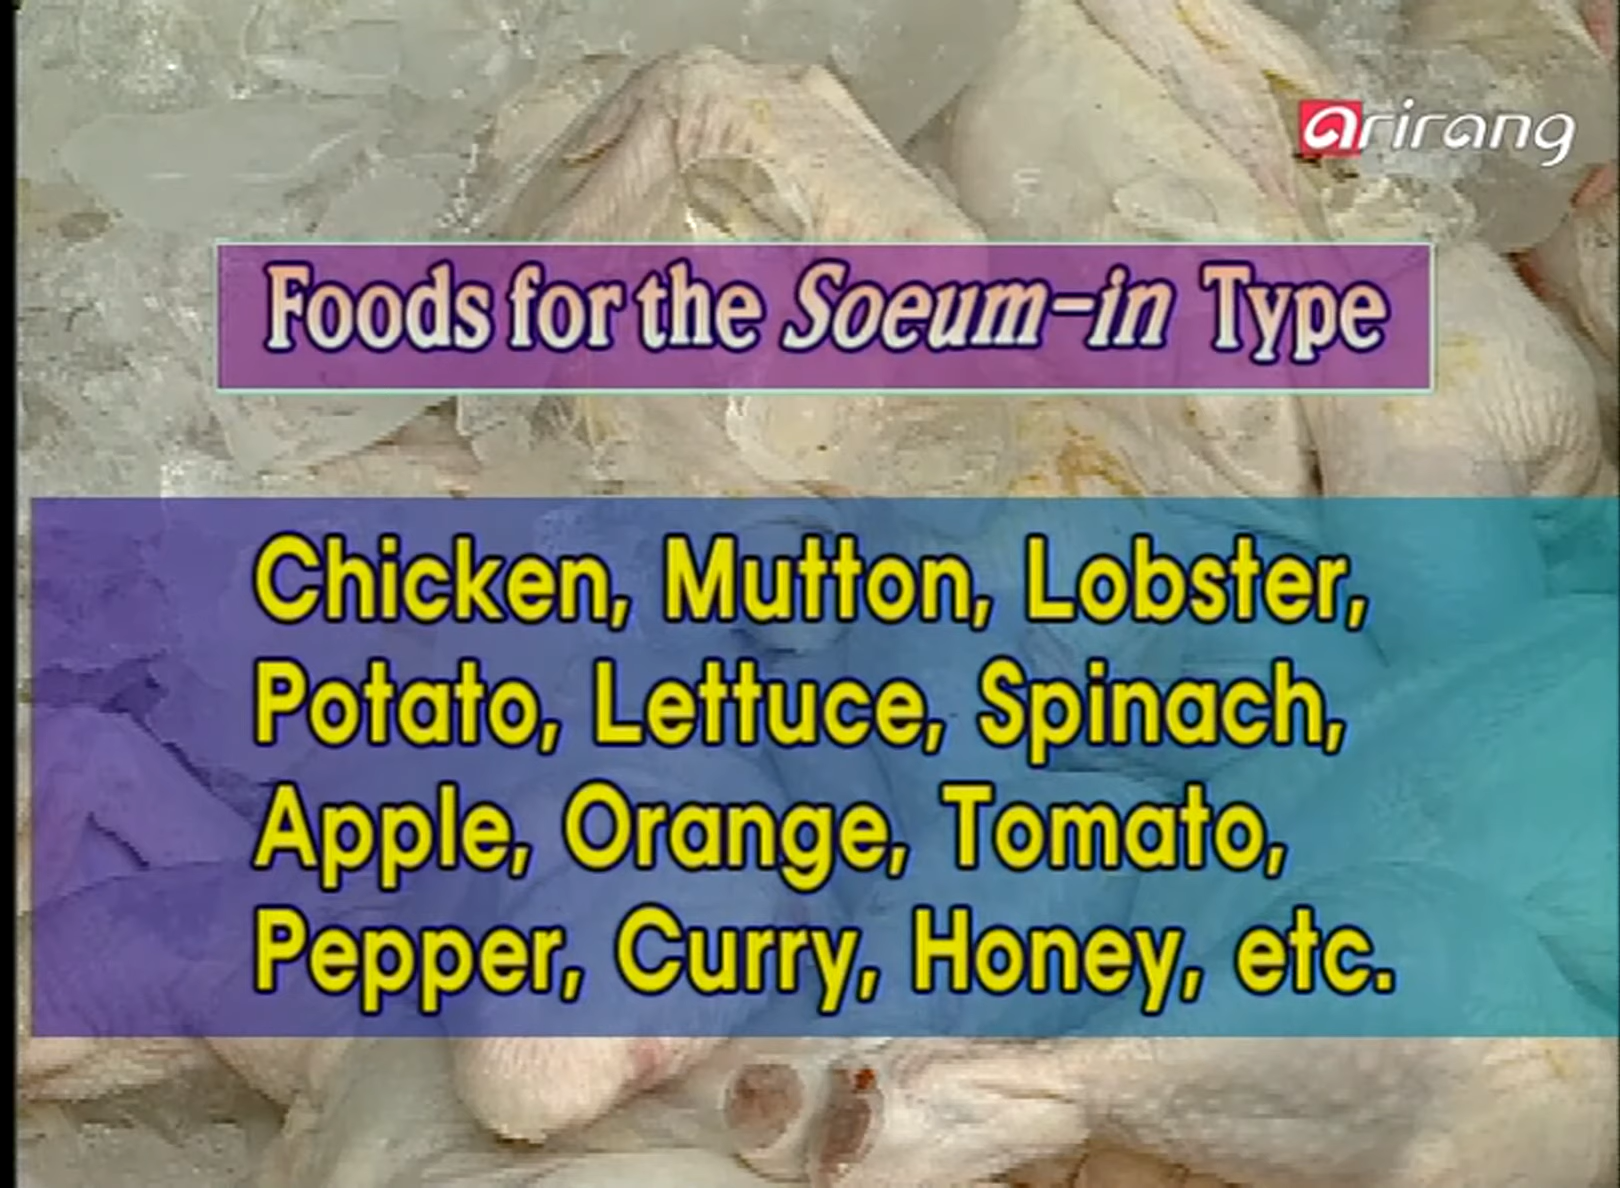 arirang
Foods for the Soeum-in Type
Chicken, Mutton, Lobster,
Potato, Lettuce, Spinach,
Apple, Orange, Tomato,
Pepper, Curry, Honey, etc.